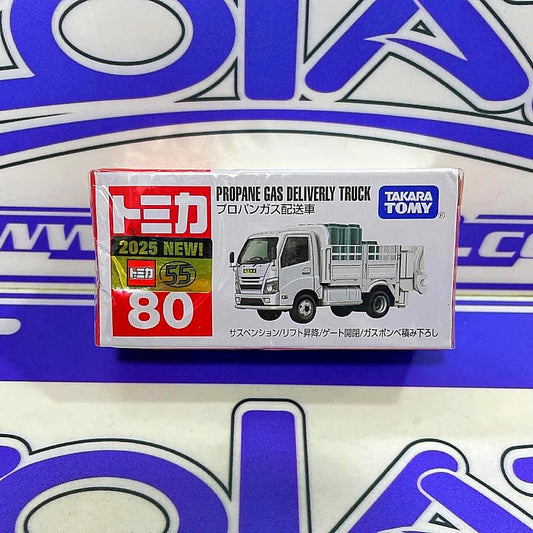 トミカ
2025 NEW!
トミカ 55
80
PROPANE GAS DELIVERLY TRUCK
プロパンガス配送車
TAKARA
TOMY
サスペンション/リフト昇降/ゲート開閉/ガスボンベ積み下ろし
www.